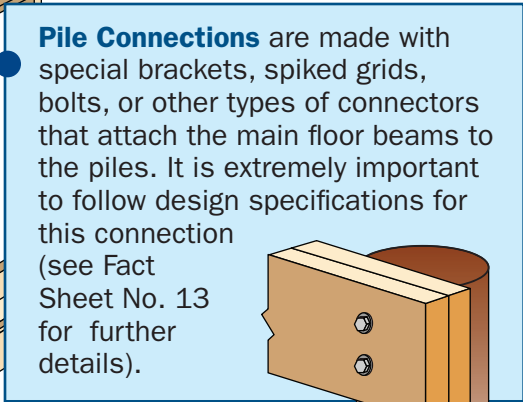 Pile Connections are made with
special brackets, spiked grids,
bolts, or other types of connectors
that attach the main floor beams to
the piles. It is extremely important
to follow design specifications for
this connection
(see Fact
Sheet No. 13
for further
details).